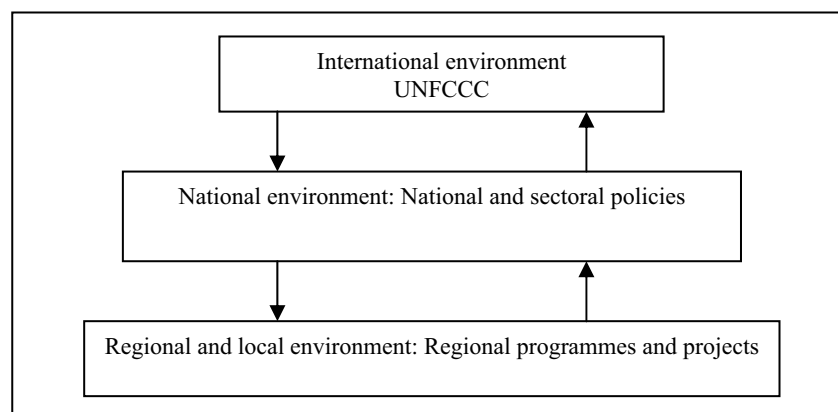 International environment
UNFCCC
National environment: National and sectoral policies
Regional and local environment: Regional programmes and projects